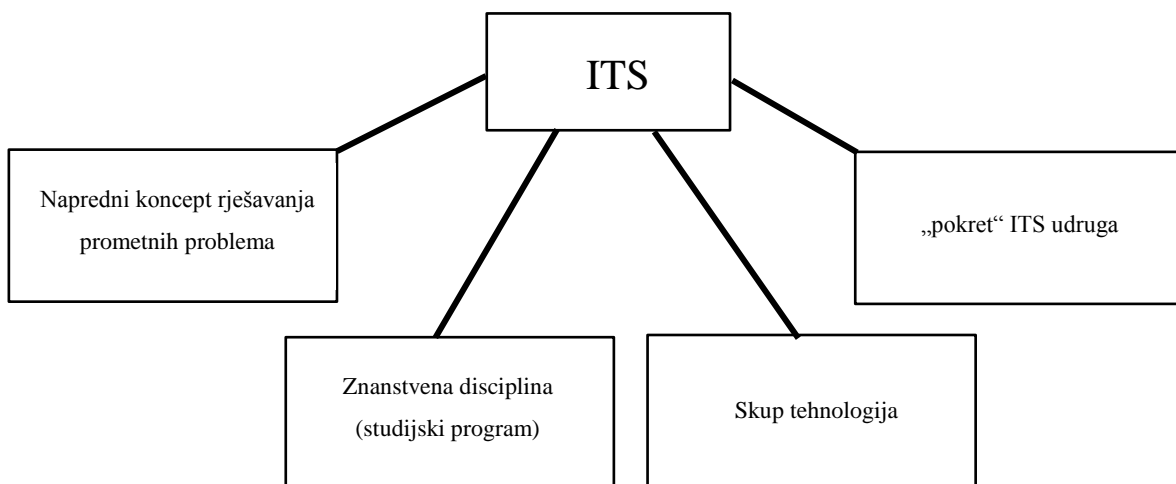 ITS
Napredni koncept rješavanja
prometnih problema
„pokret“ ITS udruga
Znanstvena disciplina
(studijski program)
Skup tehnologija